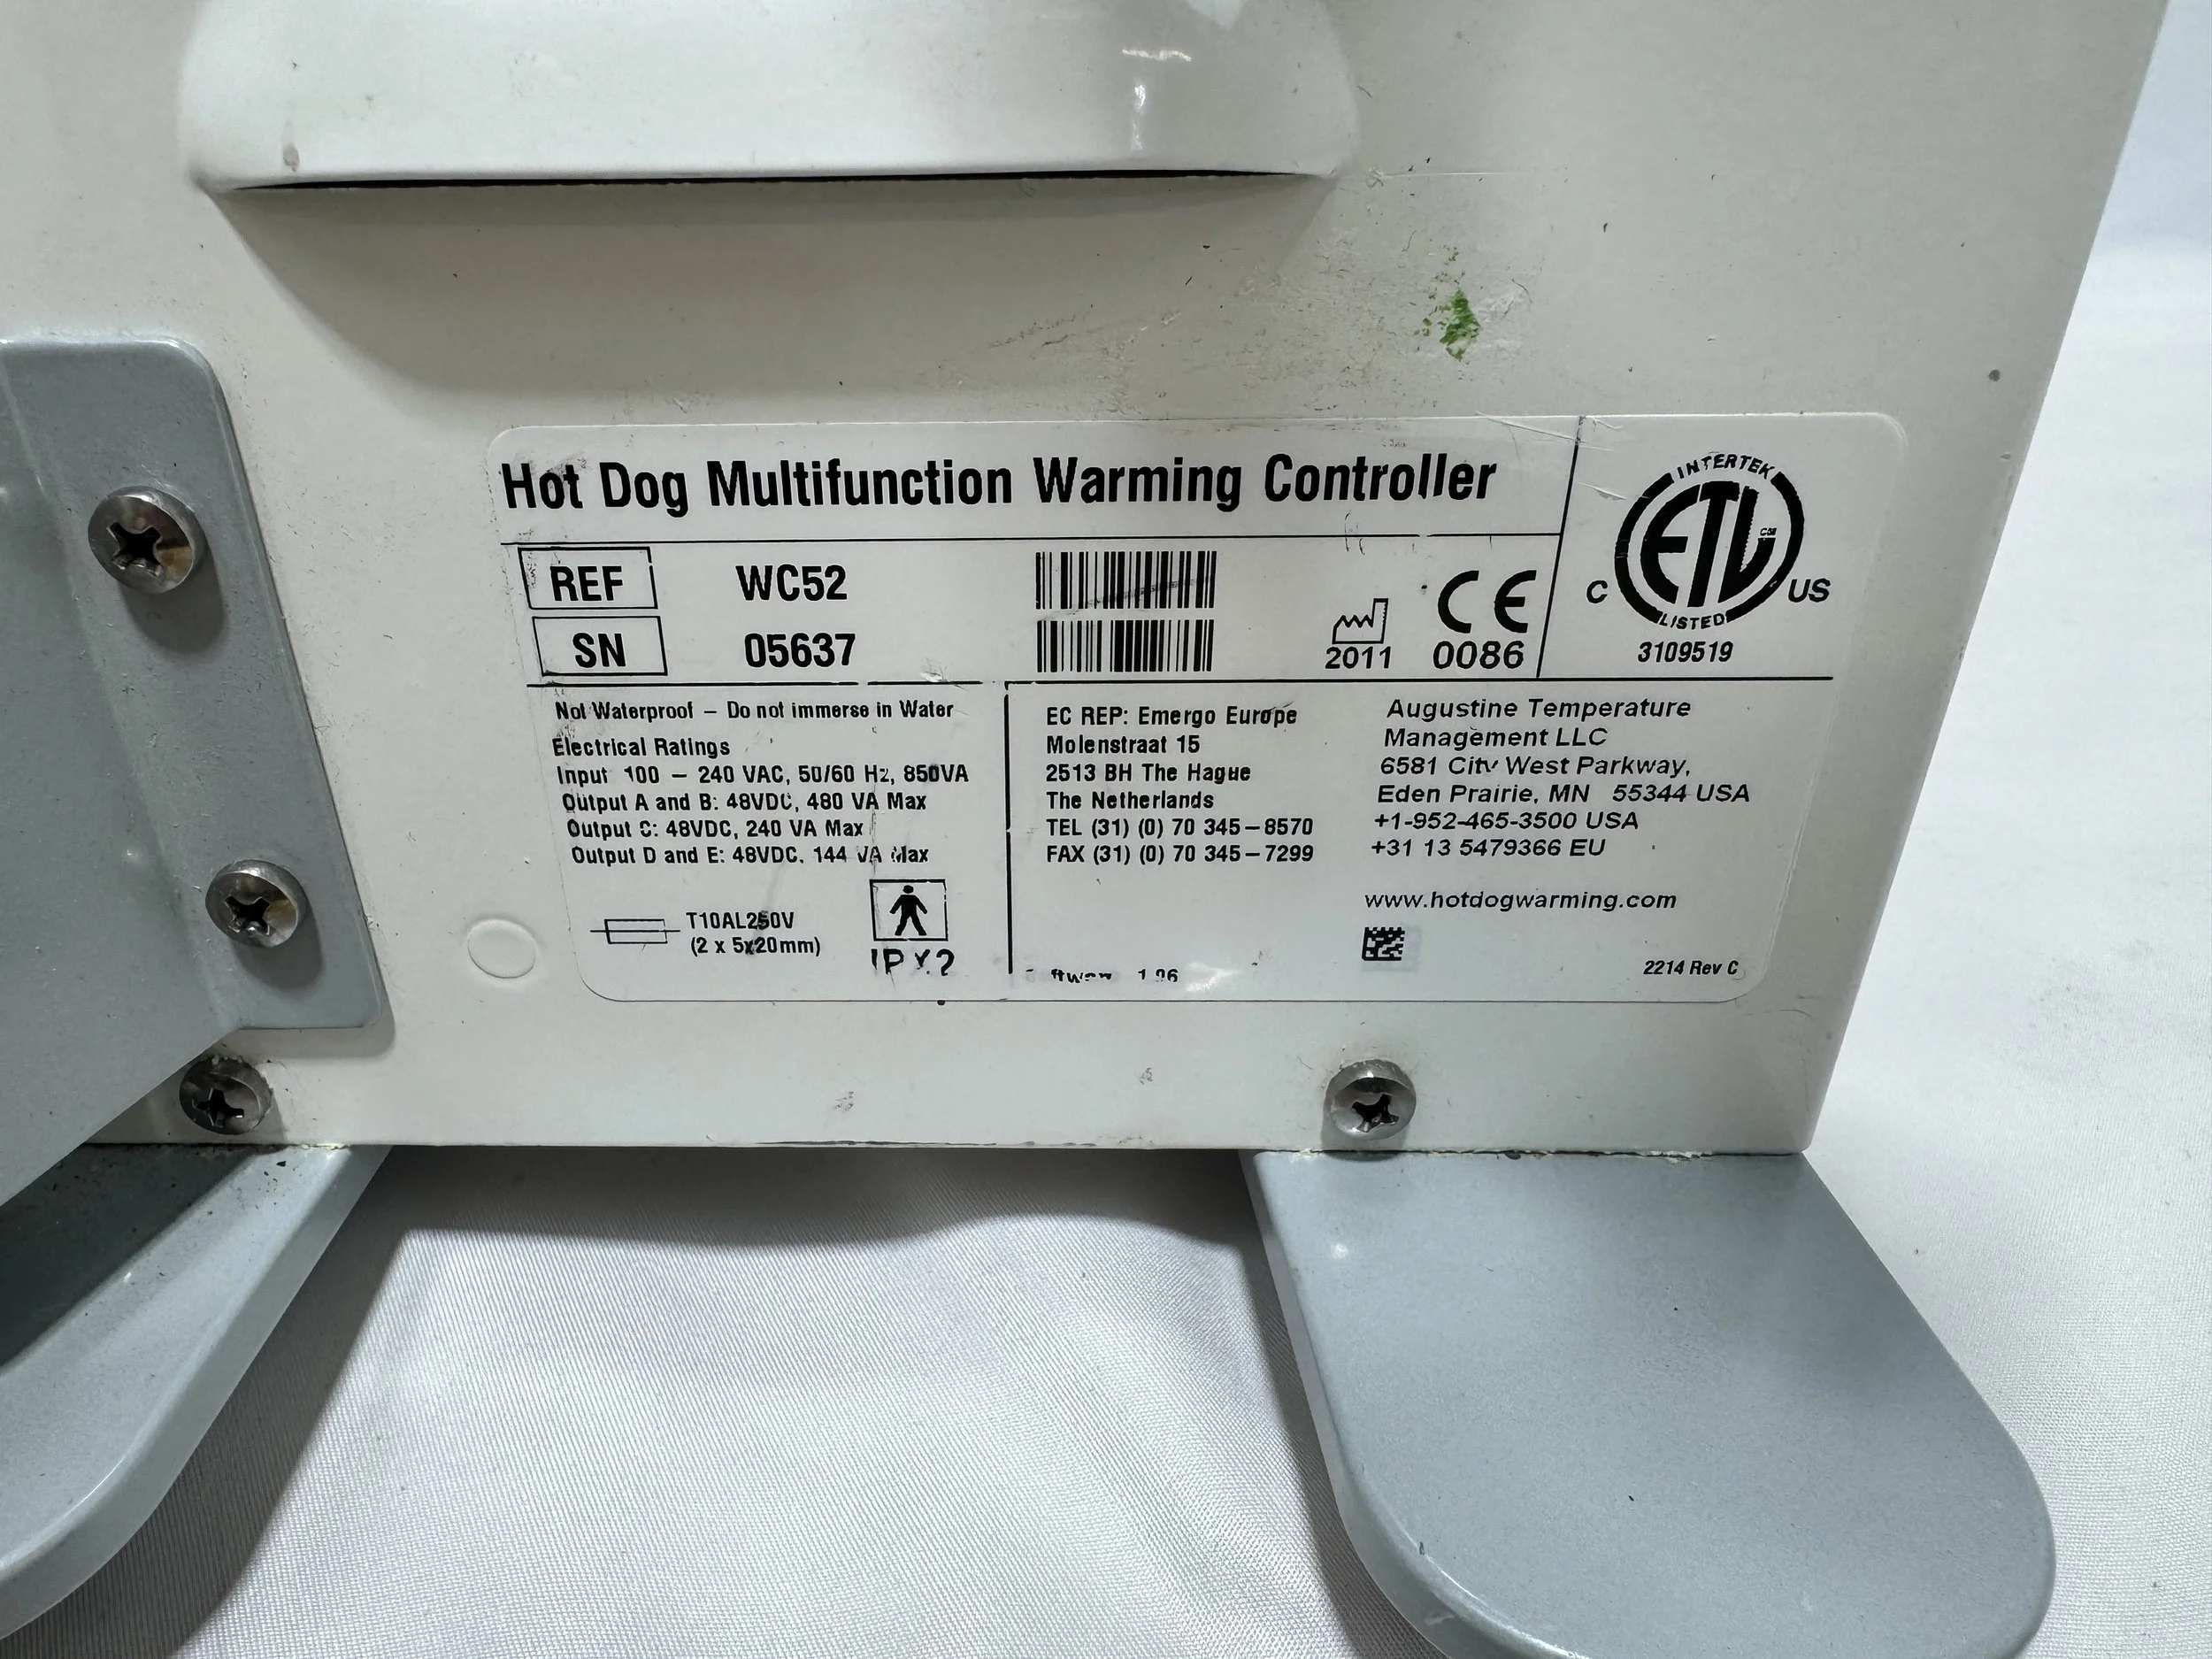 Hot Dog Multifunction Warming Controller
INTERTEK
ETL
CM
LISTED
C US
3109519
REF WC52
SN 05637
2011
CE
0086
Not Waterproof – Do not immerse in Water
Electrical Ratings
Input 100 – 240 VAC, 50/60 Hz, 850VA
Output A and B: 48VDC, 480 VA Max
Output C: 48VDC, 240 VA Max
Output D and E: 48VDC, 144 VA Max
T10AL250V
(2 x 5x20mm)
IPX2
EC REP: Emergo Europe
Molenstraat 15
2513 BH The Hague
The Netherlands
TEL (31) (0) 70 345–8570
FAX (31) (0) 70 345–7299
Augustine Temperature
Management LLC
6581 City West Parkway,
Eden Prairie, MN 55344 USA
+1-952-465-3500 USA
+31 13 5479366 EU
www.hotdogwarming.com
2214 Rev C